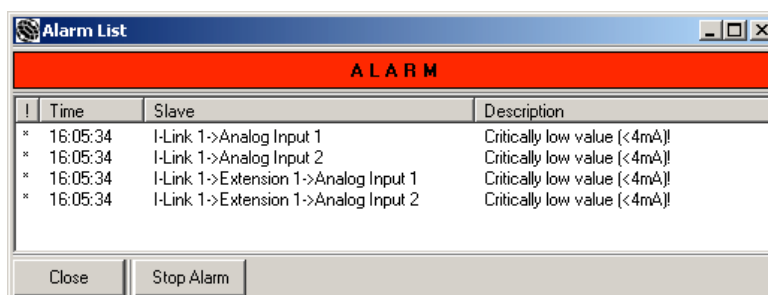 Alarm List
ALARM
! Time Slave Description
* 16:05:34 I-Link 1->Analog Input 1 Critically low value (<4mA)!
* 16:05:34 I-Link 1->Analog Input 2 Critically low value (<4mA)!
* 16:05:34 I-Link 1->Extension 1->Analog Input 1 Critically low value (<4mA)!
* 16:05:34 I-Link 1->Extension 1->Analog Input 2 Critically low value (<4mA)!
Close Stop Alarm